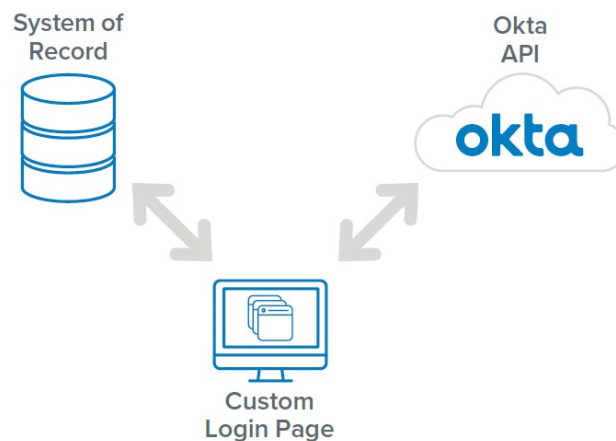 System of
Record
Okta
API
okta
Custom
Login Page